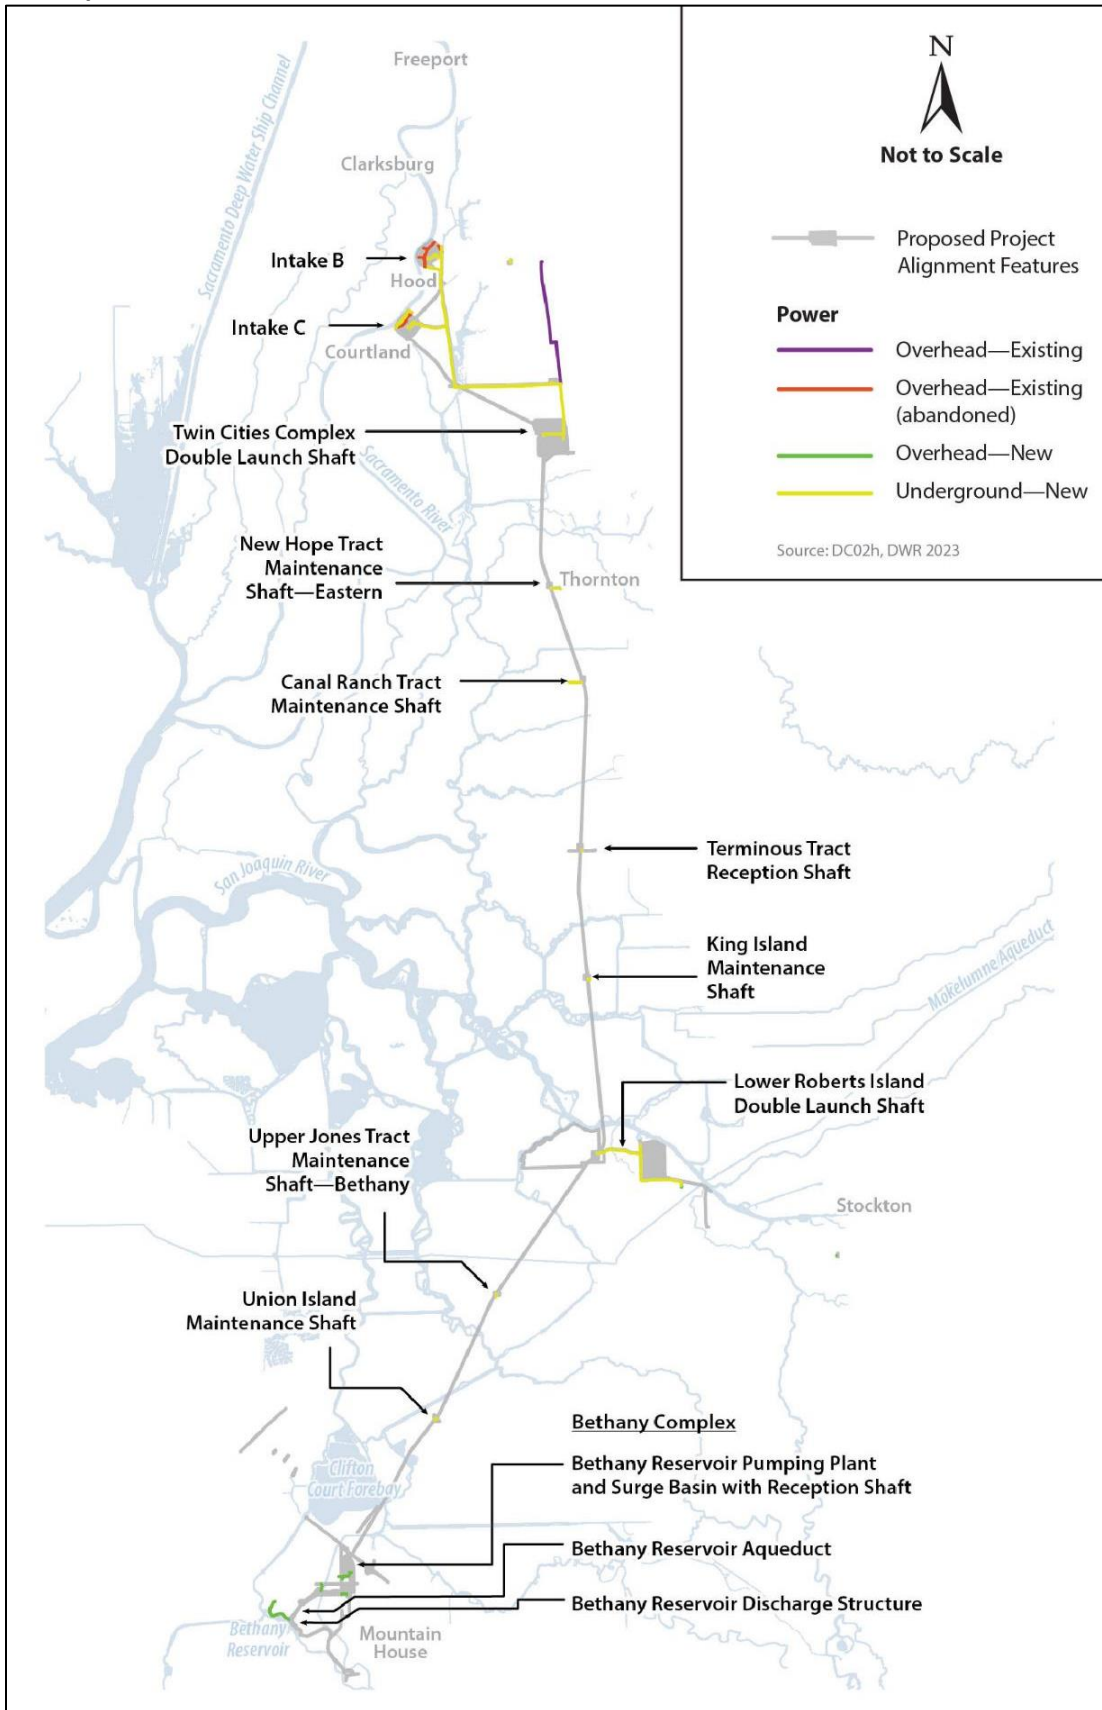 Freeport
Sacramento Deep Water Ship Channel
Clarksburg
Intake B
Hood
Intake C
Courtland
Twin Cities Complex
Double Launch Shaft
Sacramento River
New Hope Tract
Maintenance
Shaft—Eastern
Thornton
Canal Ranch Tract
Maintenance Shaft
Terminous Tract
Reception Shaft
San Joaquin River
King Island
Maintenance
Shaft
Mokelumne Aqueduct
Lower Roberts Island
Double Launch Shaft
Upper Jones Tract
Maintenance
Shaft—Bethany
Stockton
Union Island
Maintenance Shaft
Bethany Complex
Bethany Reservoir Pumping Plant
and Surge Basin with Reception Shaft
Clifton
Court Forebay
Bethany Reservoir Aqueduct
Bethany Reservoir Discharge Structure
Bethany
Reservoir
Mountain
House
N
Not to Scale
Proposed Project
Alignment Features
Power
Overhead—Existing
Overhead—Existing
(abandoned)
Overhead—New
Underground—New
Source: DC02h, DWR 2023